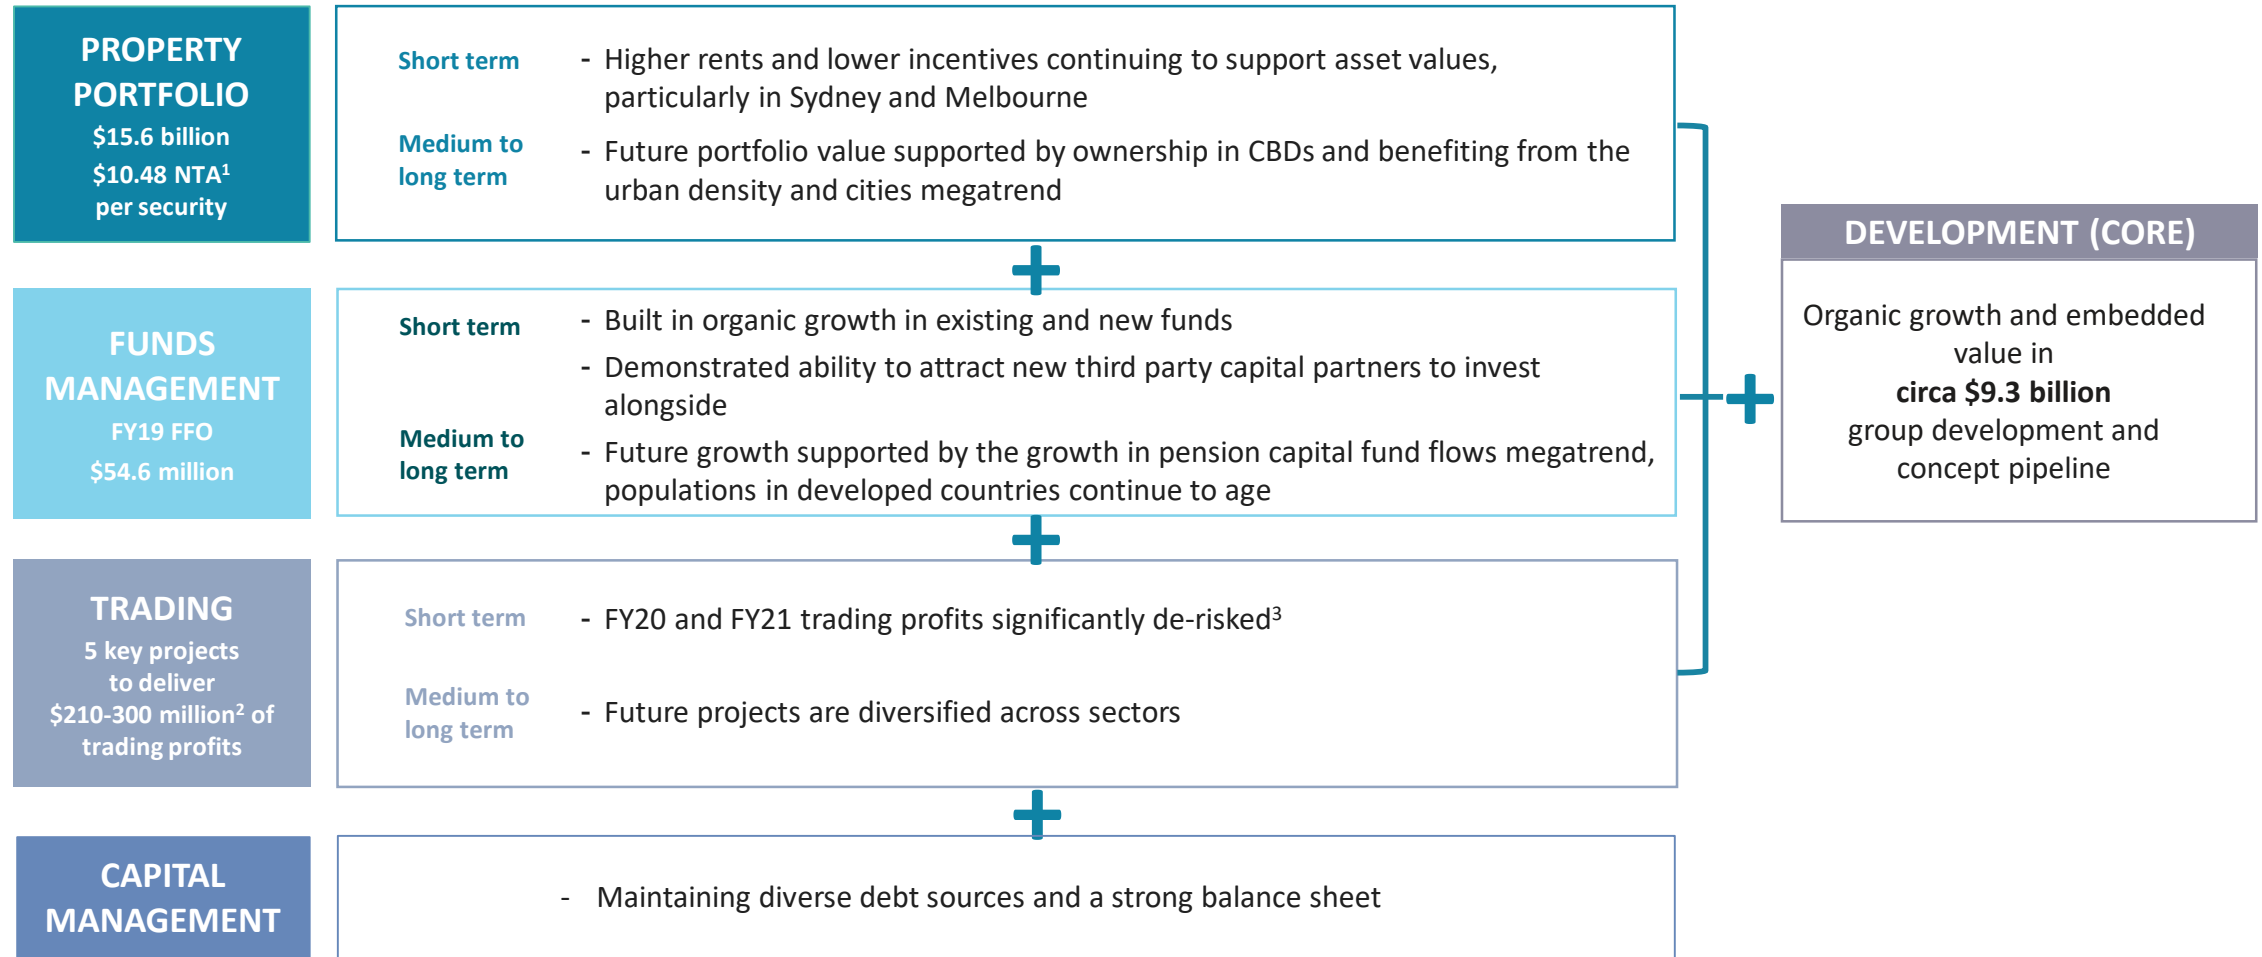 PROPERTY
PORTFOLIO
$15.6 billion
$10.48 NTA¹
per security
Short term
- Higher rents and lower incentives continuing to support asset values,
particularly in Sydney and Melbourne
Medium to
long term
- Future portfolio value supported by ownership in CBDs and benefiting from the
urban density and cities megatrend
+
FUNDS
MANAGEMENT
FY19 FFO
$54.6 million
Short term
- Built in organic growth in existing and new funds
- Demonstrated ability to attract new third party capital partners to invest
alongside
Medium to
long term
- Future growth supported by the growth in pension capital fund flows megatrend,
populations in developed countries continue to age
+
TRADING
5 key projects
to deliver
$210-300 million² of
trading profits
Short term
- FY20 and FY21 trading profits significantly de-risked³
Medium to
long term
- Future projects are diversified across sectors
+
CAPITAL
MANAGEMENT
- Maintaining diverse debt sources and a strong balance sheet
+
DEVELOPMENT (CORE)
Organic growth and embedded
value in
circa $9.3 billion
group development and
concept pipeline